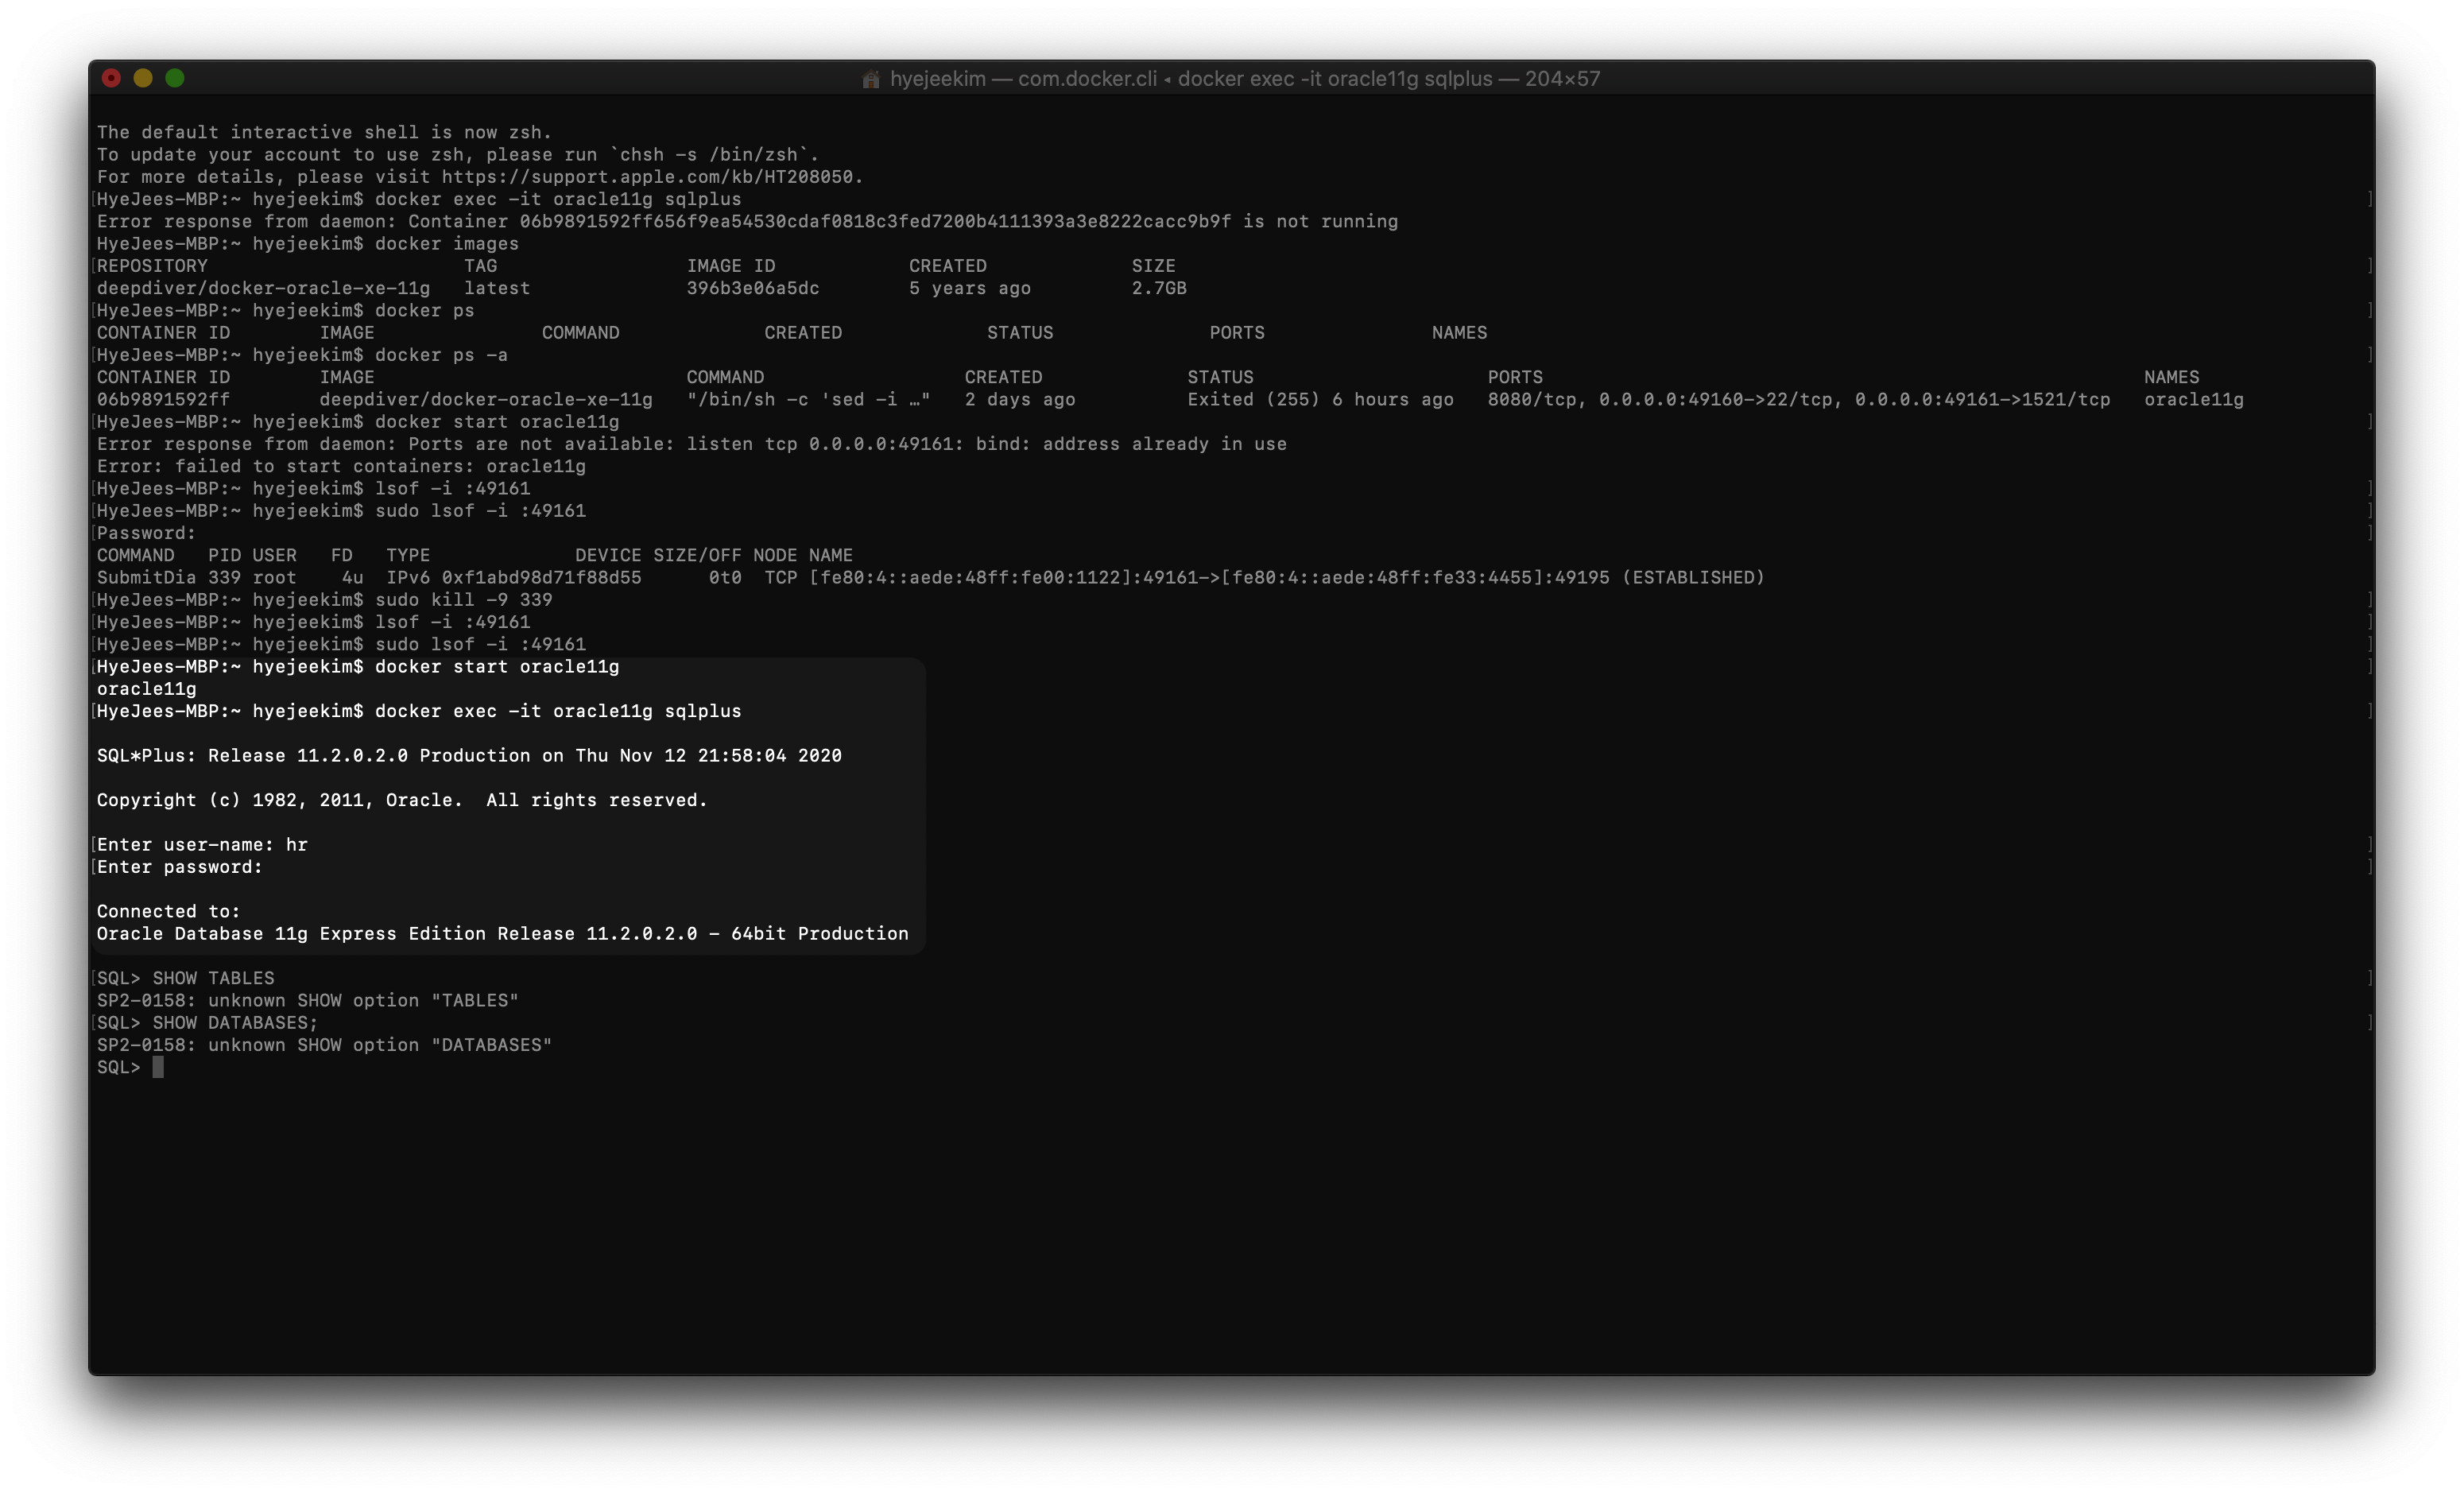 hyejeekim — com.docker.cli ◂ docker exec -it oracle11g sqlplus — 204×57
The default interactive shell is now zsh.
To update your account to use zsh, please run `chsh -s /bin/zsh`.
For more details, please visit https://support.apple.com/kb/HT208050.
[HyeJees-MBP:~ hyejeekim$ docker exec -it oracle11g sqlplus ]
Error response from daemon: Container 06b9891592ff656f9ea54530cdaf0818c3fed7200b4111393a3e8222cacc9b9f is not running
HyeJees-MBP:~ hyejeekim$ docker images
[REPOSITORY TAG IMAGE ID CREATED SIZE ]
deepdiver/docker-oracle-xe-11g latest 396b3e06a5dc 5 years ago 2.7GB
[HyeJees-MBP:~ hyejeekim$ docker ps ]
CONTAINER ID IMAGE COMMAND CREATED STATUS PORTS NAMES
[HyeJees-MBP:~ hyejeekim$ docker ps -a ]
CONTAINER ID IMAGE COMMAND CREATED STATUS PORTS NAMES
06b9891592ff deepdiver/docker-oracle-xe-11g "/bin/sh -c 'sed -i …" 2 days ago Exited (255) 6 hours ago 8080/tcp, 0.0.0.0:49160->22/tcp, 0.0.0.0:49161->1521/tcp oracle11g
[HyeJees-MBP:~ hyejeekim$ docker start oracle11g ]
Error response from daemon: Ports are not available: listen tcp 0.0.0.0:49161: bind: address already in use
Error: failed to start containers: oracle11g
[HyeJees-MBP:~ hyejeekim$ lsof -i :49161 ]
[HyeJees-MBP:~ hyejeekim$ sudo lsof -i :49161 ]
[Password: ]
COMMAND PID USER FD TYPE DEVICE SIZE/OFF NODE NAME
SubmitDia 339 root 4u IPv6 0xf1abd98d71f88d55 0t0 TCP [fe80:4::aede:48ff:fe00:1122]:49161->[fe80:4::aede:48ff:fe33:4455]:49195 (ESTABLISHED)
[HyeJees-MBP:~ hyejeekim$ sudo kill -9 339 ]
[HyeJees-MBP:~ hyejeekim$ lsof -i :49161 ]
[HyeJees-MBP:~ hyejeekim$ sudo lsof -i :49161 ]
[HyeJees-MBP:~ hyejeekim$ docker start oracle11g ]
oracle11g
[HyeJees-MBP:~ hyejeekim$ docker exec -it oracle11g sqlplus ]
SQL*Plus: Release 11.2.0.2.0 Production on Thu Nov 12 21:58:04 2020
Copyright (c) 1982, 2011, Oracle. All rights reserved.
[Enter user-name: hr ]
[Enter password: ]
Connected to:
Oracle Database 11g Express Edition Release 11.2.0.2.0 - 64bit Production
[SQL> SHOW TABLES ]
SP2-0158: unknown SHOW option "TABLES"
[SQL> SHOW DATABASES; ]
SP2-0158: unknown SHOW option "DATABASES"
SQL>